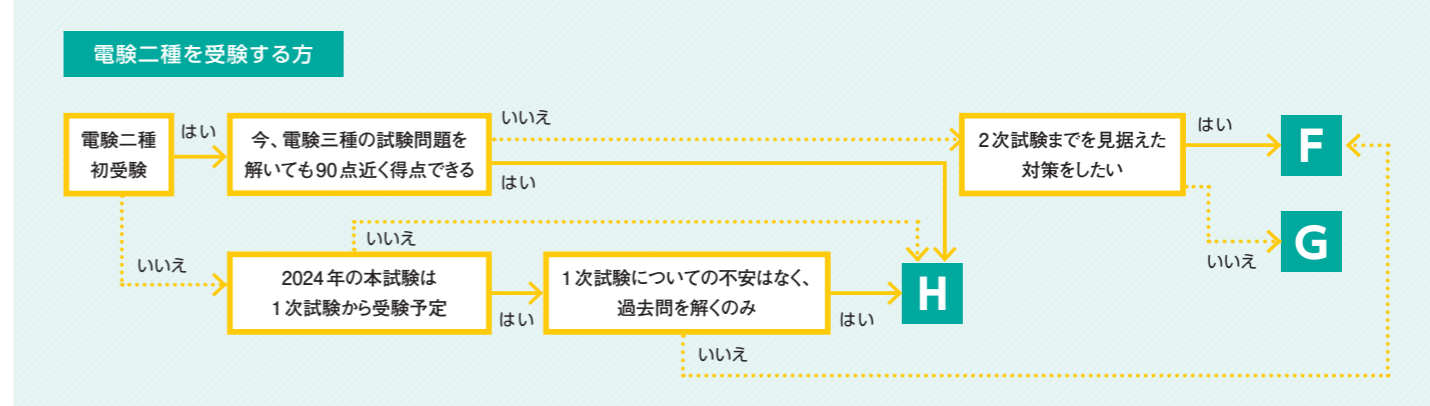 電験二種を受験する方
電験二種
初受験
はい
いいえ
今、電験三種の試験問題を
解いても90点近く得点できる
いいえ
はい
2次試験までを見据えた
対策をしたい
はい
F
いいえ
G
2024年の本試験は
1次試験から受験予定
いいえ
はい
1次試験についての不安はなく、
過去問を解くのみ
はい
H
いいえ